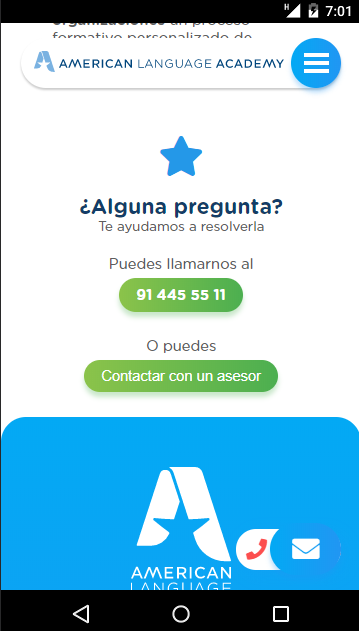 H 7:01
organizaciones un proceso
formativo personalizado de
AMERICAN LANGUAGE ACADEMY
¿Alguna pregunta?
Te ayudamos a resolverla
Puedes llamarnos al
91 445 55 11
O puedes
Contactar con un asesor
AMERICAN
LANGUAGE